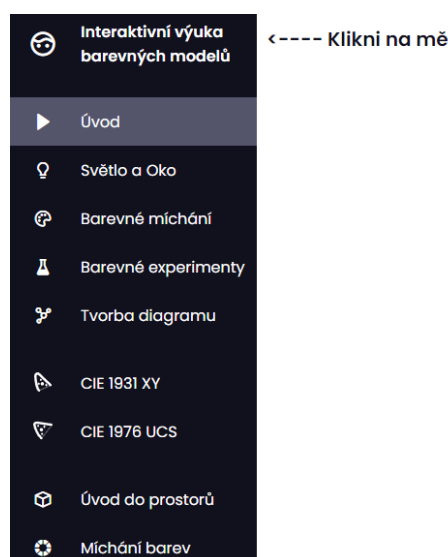 Interaktivní výuka
barevných modelů
<---- Klikni na mě
Úvod
Světlo a Oko
Barevné míchání
Barevné experimenty
Tvorba diagramu
CIE 1931 XY
CIE 1976 UCS
Úvod do prostorů
Míchání barev